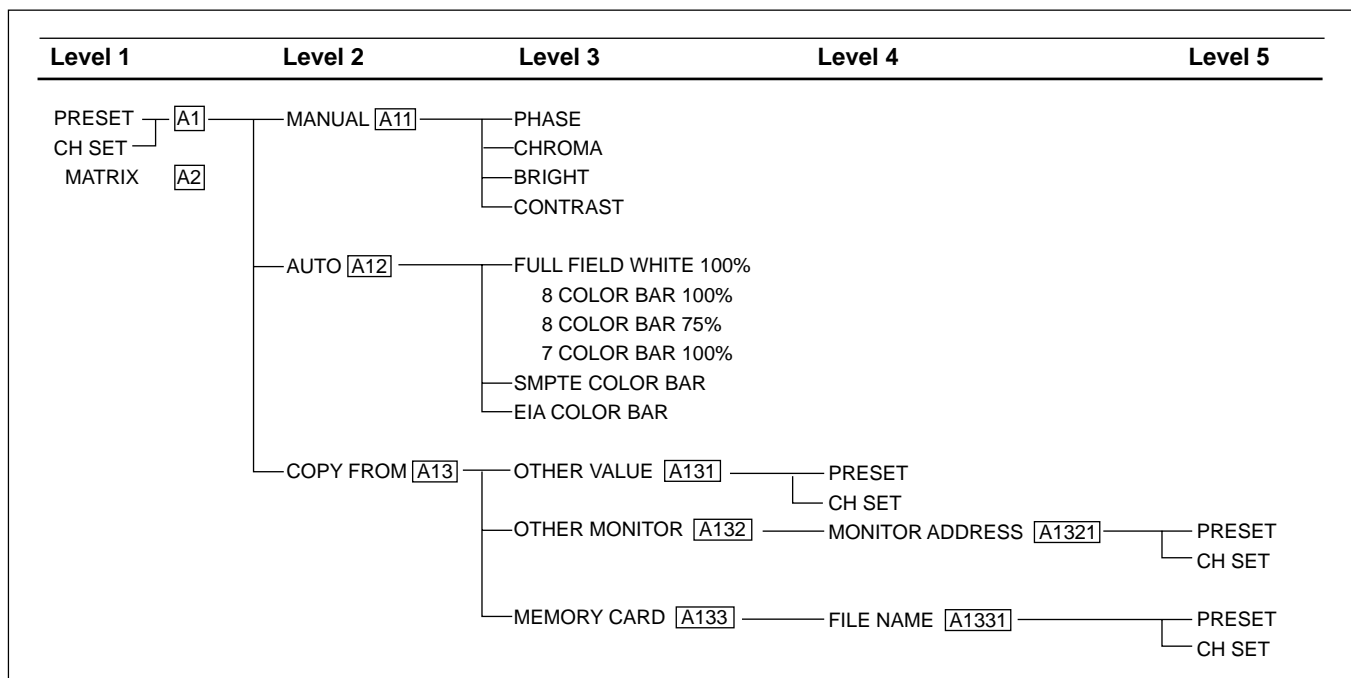 Level 1 Level 2 Level 3 Level 4 Level 5
PRESET A1 MANUAL A11 PHASE
CH SET CHROMA
MATRIX A2 BRIGHT
CONTRAST
AUTO A12 FULL FIELD WHITE 100%
8 COLOR BAR 100%
8 COLOR BAR 75%
7 COLOR BAR 100%
SMPTE COLOR BAR
EIA COLOR BAR
COPY FROM A13 OTHER VALUE A131 PRESET
CH SET
OTHER MONITOR A132 MONITOR ADDRESS A1321 PRESET
CH SET
MEMORY CARD A133 FILE NAME A1331 PRESET
CH SET